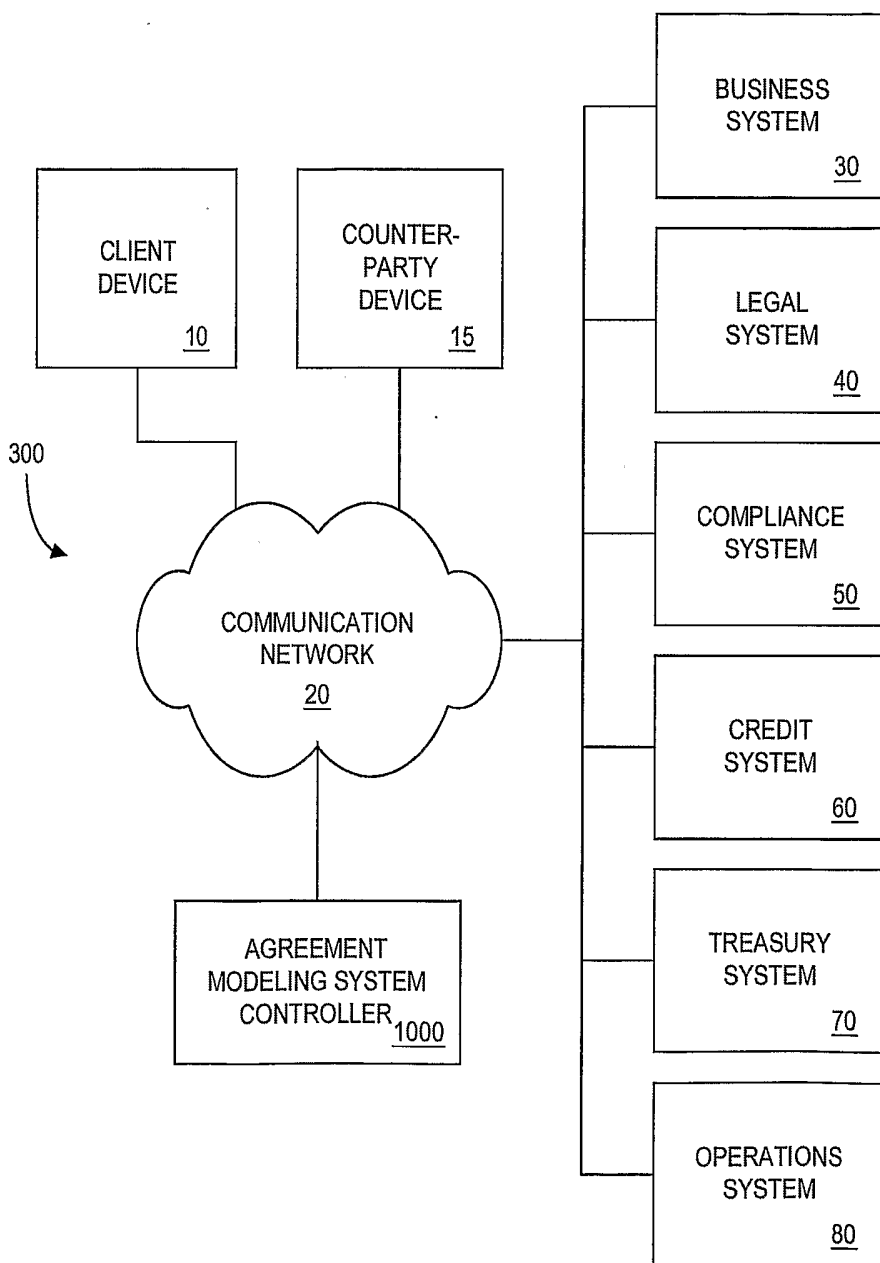 BUSINESS
SYSTEM
30
CLIENT
DEVICE
10
COUNTER-
PARTY
DEVICE
15
LEGAL
SYSTEM
40
300
COMPLIANCE
SYSTEM
50
COMMUNICATION
NETWORK
20
CREDIT
SYSTEM
60
AGREEMENT
MODELING SYSTEM
CONTROLLER 1000
TREASURY
SYSTEM
70
OPERATIONS
SYSTEM
80